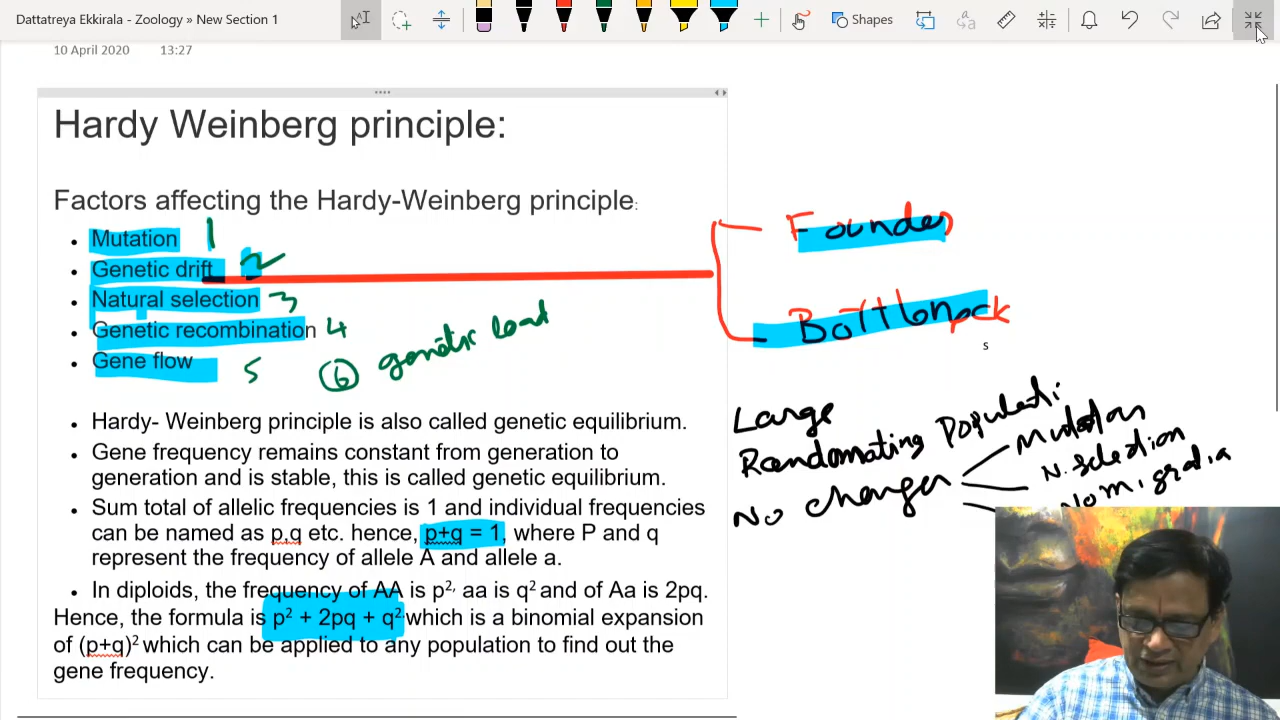 Dattatreya Ekkirala - Zoology » New Section 1
Shapes
10 April 2020 13:27
Hardy Weinberg principle:
Factors affecting the Hardy-Weinberg principle:
• Mutation 1
• Genetic drift 2
• Natural selection 3
• Genetic recombination 4
• Gene flow 5
⑥ genetic load
Founder
Bottleneck
s
• Hardy- Weinberg principle is also called genetic equilibrium.
• Gene frequency remains constant from generation to
generation and is stable, this is called genetic equilibrium.
• Sum total of allelic frequencies is 1 and individual frequencies
can be named as p,q etc. hence, p+q = 1, where P and q
represent the frequency of allele A and allele a.
• In diploids, the frequency of AA is p², aa is q² and of Aa is 2pq.
Hence, the formula is p² + 2pq + q² which is a binomial expansion
of (p+q)² which can be applied to any population to find out the
gene frequency.
Large
Randomating Populati
No changes
Mutation
N. Selection
No migratia